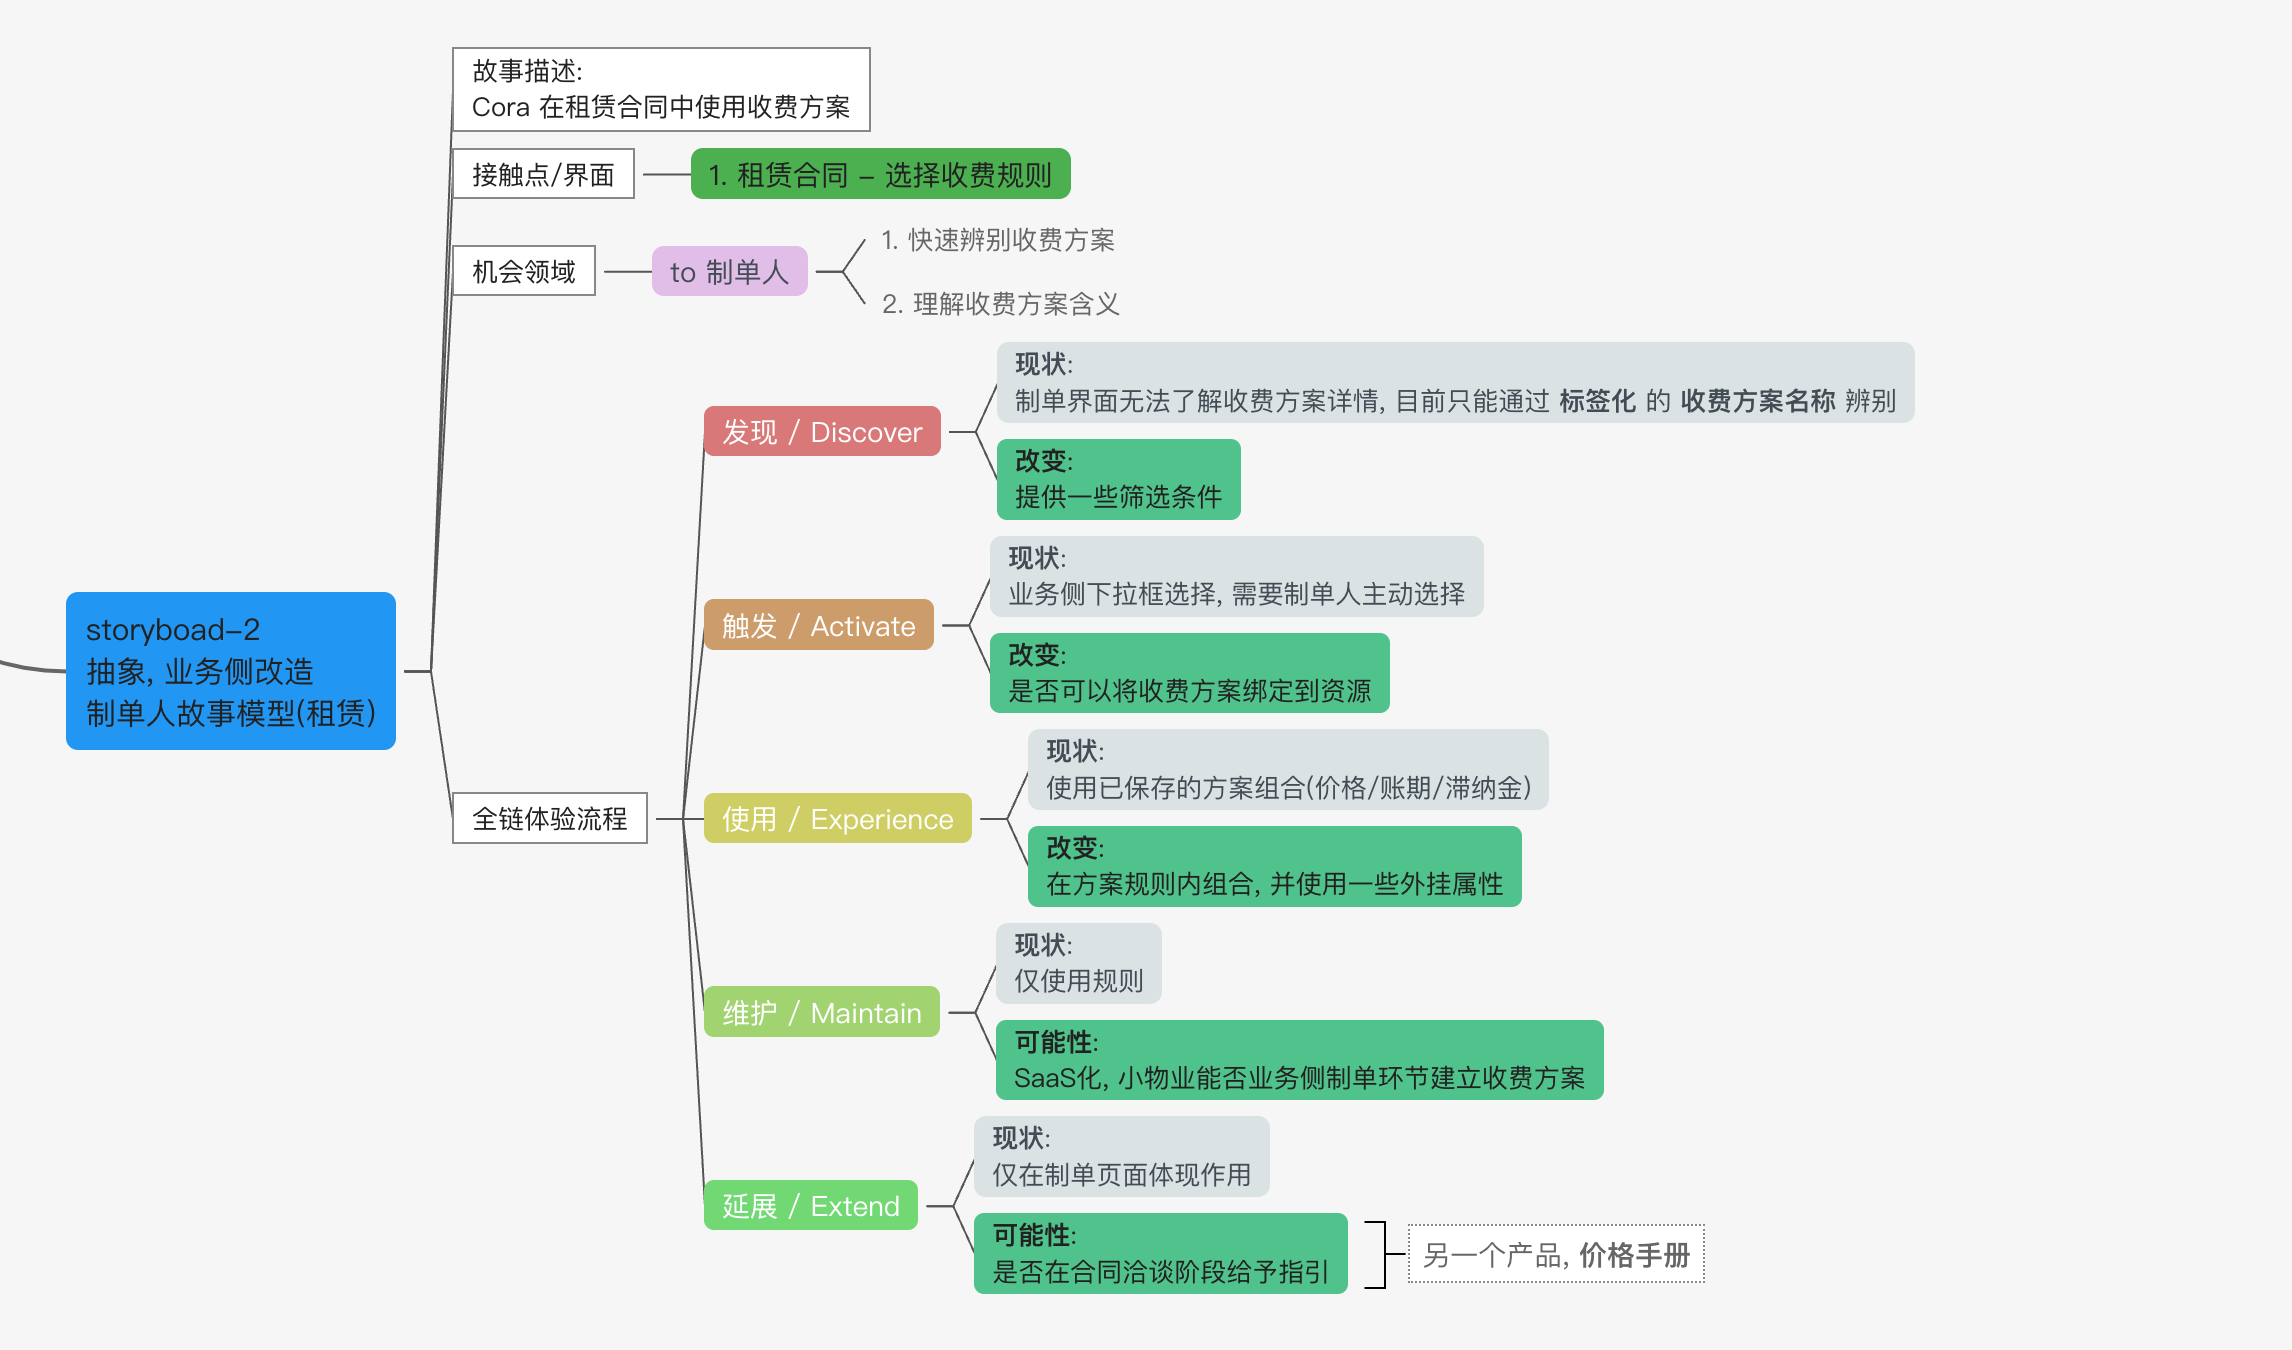 故事描述:
Cora 在租赁合同中使用收费方案
接触点/界面
1. 租赁合同 – 选择收费规则
机会领域
to 制单人
1. 快速辨别收费方案
2. 理解收费方案含义
storyboad–2
抽象, 业务侧改造
制单人故事模型(租赁)
全链体验流程
发现 / Discover
现状:
制单界面无法了解收费方案详情, 目前只能通过 标签化 的 收费方案名称 辨别
改变:
提供一些筛选条件
触发 / Activate
现状:
业务侧下拉框选择, 需要制单人主动选择
改变:
是否可以将收费方案绑定到资源
使用 / Experience
现状:
使用已保存的方案组合(价格/账期/滞纳金)
改变:
在方案规则内组合, 并使用一些外挂属性
维护 / Maintain
现状:
仅使用规则
可能性:
SaaS化, 小物业能否业务侧制单环节建立收费方案
延展 / Extend
现状:
仅在制单页面体现作用
可能性:
是否在合同洽谈阶段给予指引
另一个产品, 价格手册